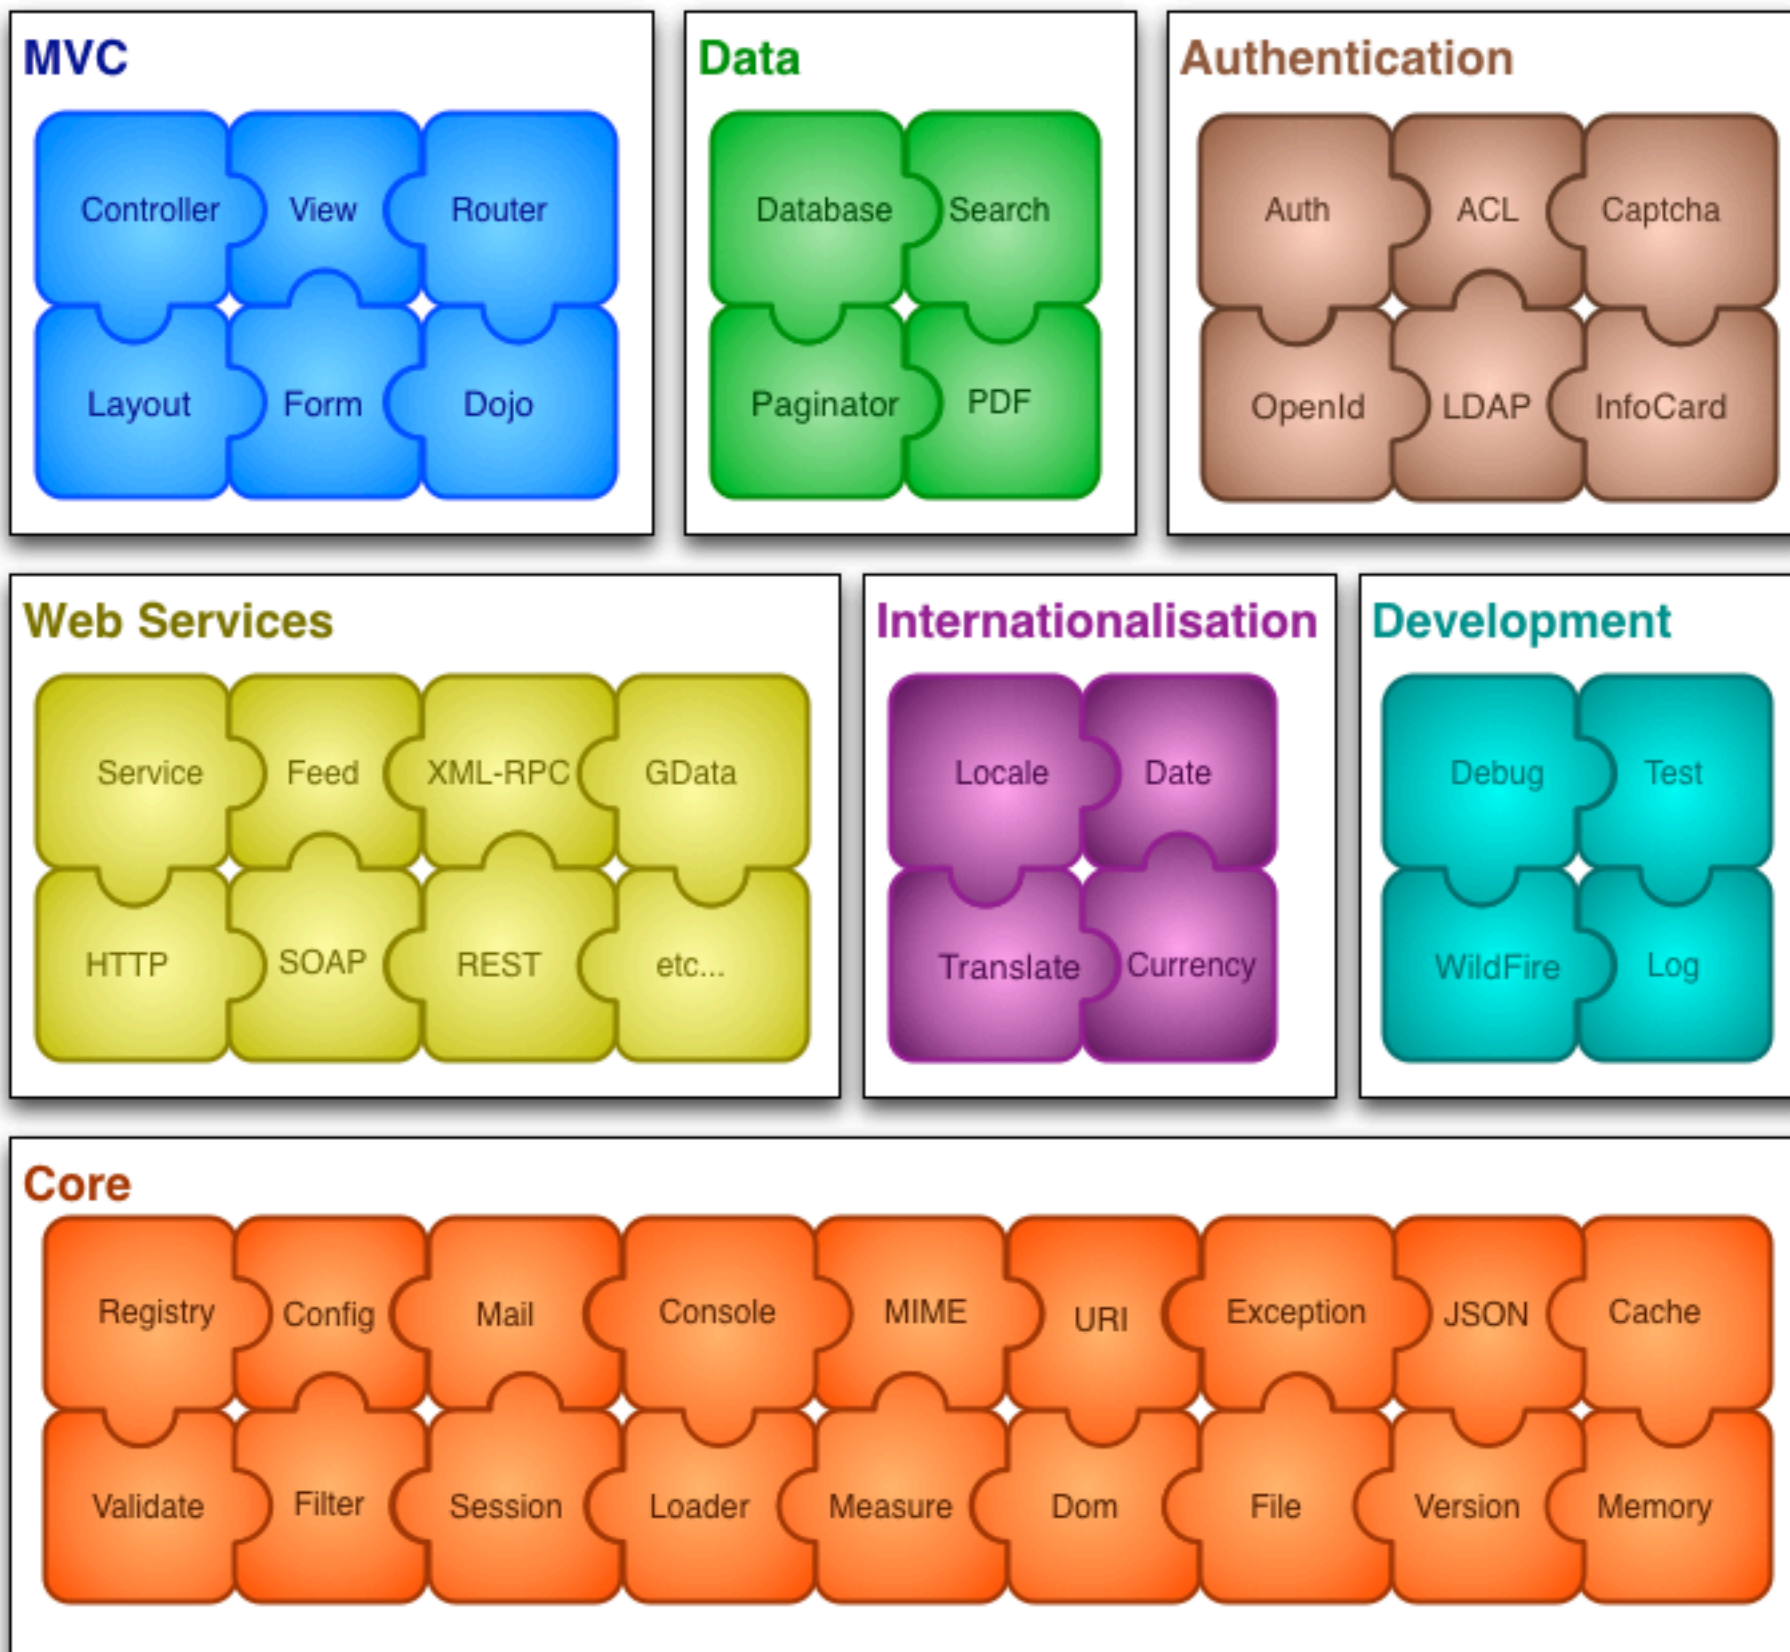 MVC
Controller View Router
Layout Form Dojo
Data
Database Search
Paginator PDF
Authentication
Auth ACL Captcha
OpenId LDAP InfoCard
Web Services
Service Feed XML-RPC GData
HTTP SOAP REST etc...
Internationalisation
Locale Date
Translate Currency
Development
Debug Test
WildFire Log
Core
Registry Config Mail Console MIME URI Exception JSON Cache
Validate Filter Session Loader Measure Dom File Version Memory